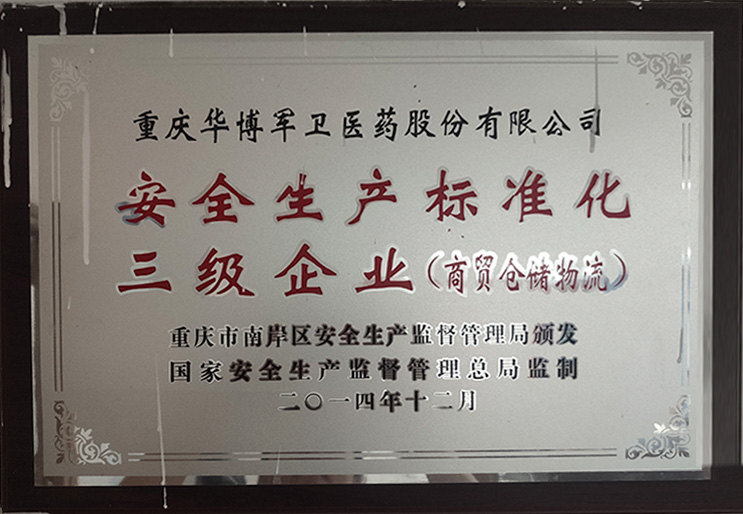 重庆华博军卫医药股份有限公司
安全生产标准化
三级企业(商贸仓储物流)
重庆市南岸区安全生产监督管理局颁发
国家安全生产监督管理总局监制
二〇一四年十二月